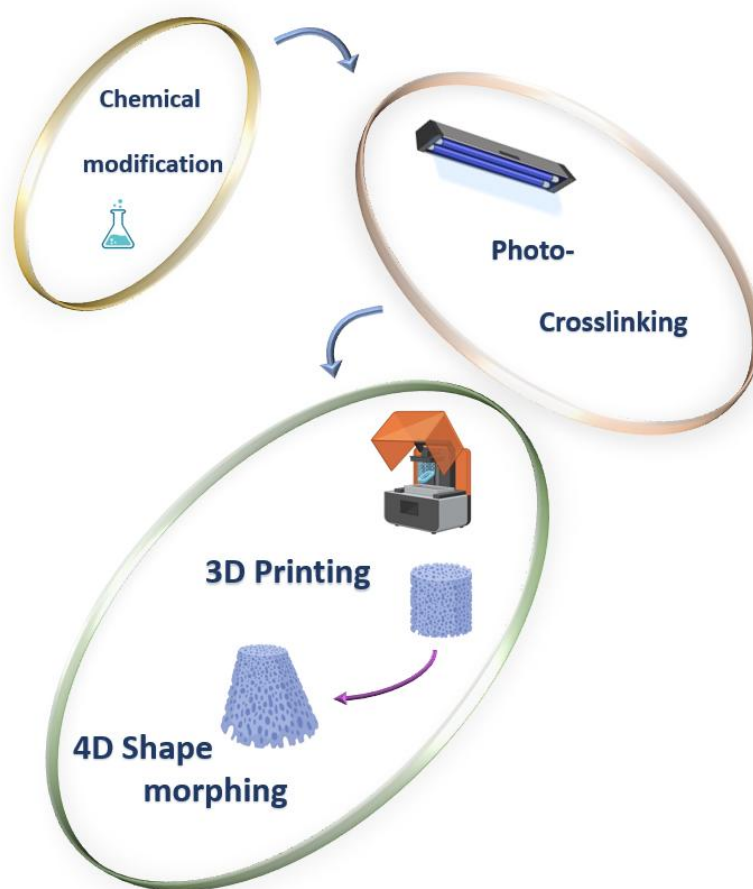 Chemical
modification
Photo-
Crosslinking
3D Printing
4D Shape
morphing